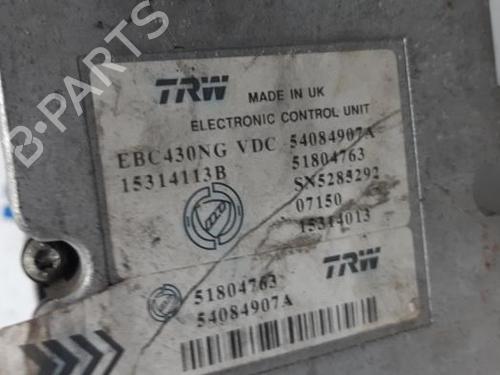 TRW MADE IN UK
ELECTRONIC CONTROL UNIT
EBC430NG VDC 54084907A
15314113B 51804763
SN5285292
07150
15314013
51804763 TRW
54084907A
B-PARTS